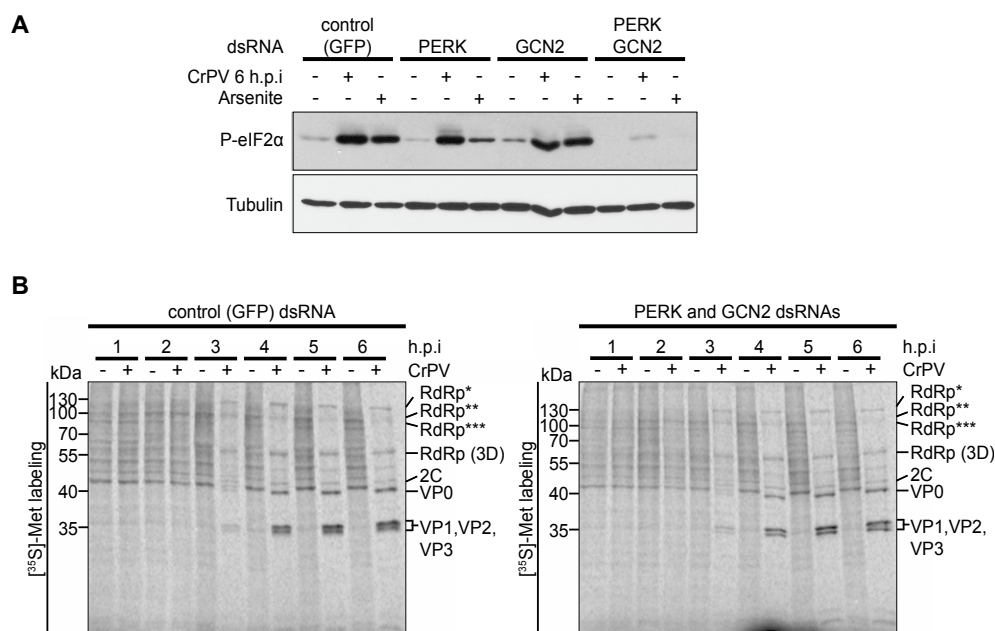 A
dsRNA control (GFP) PERK GCN2 PERK GCN2
CrPV 6 h.p.i - + - - + - - + - - + -
Arsenite - - + - - + - - + - - +
P-eIF2α
Tubulin
B
control (GFP) dsRNA
1 2 3 4 5 6 h.p.i
kDa - + - + - + - + - + - + CrPV
130
100
70
55
40
35
[³⁵S]-Met labeling
RdRp*
RdRp**
RdRp***
RdRp (3D)
2C
VP0
VP1,VP2,
VP3
PERK and GCN2 dsRNAs
1 2 3 4 5 6 h.p.i
kDa - + - + - + - + - + - + CrPV
130
100
70
55
40
35
[³⁵S]-Met labeling
RdRp*
RdRp**
RdRp***
RdRp (3D)
2C
VP0
VP1,VP2,
VP3